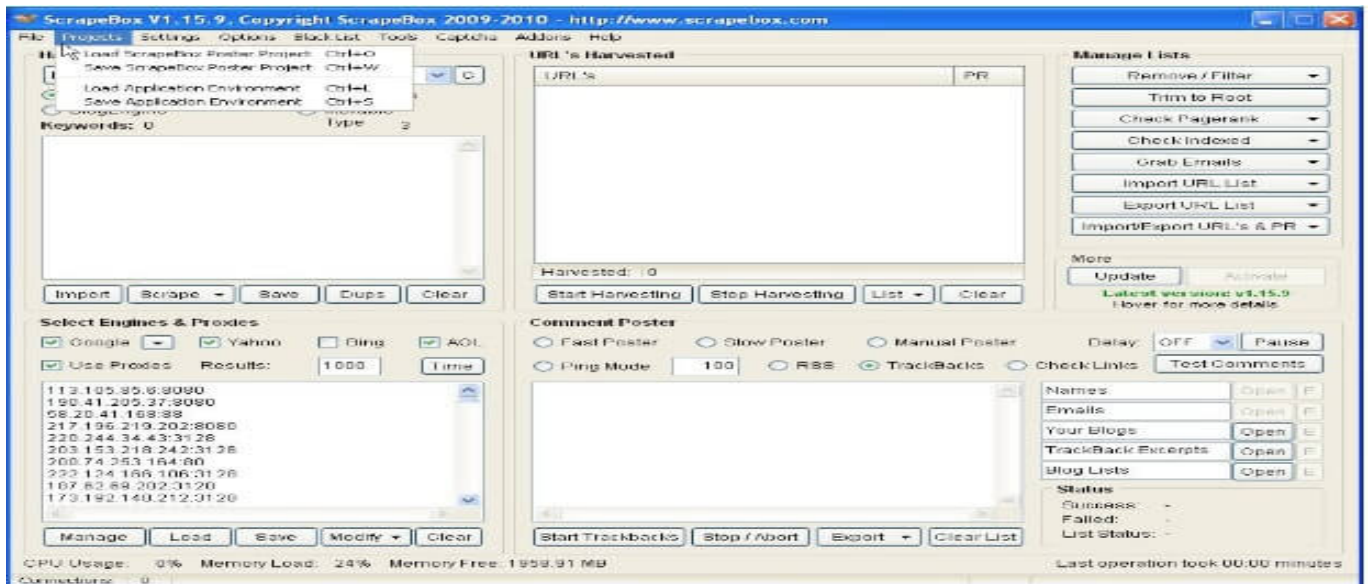 ScrapeBox V1.15.9, Copyright ScrapeBox 2009-2010 - http://www.scrapebox.com
File Projects Settings Options Black List Tools Captcha Addons Help
Load ScrapeBox Poster Project Ctrl+O
Save ScrapeBox Poster Project Ctrl+W
Load Application Environment Ctrl+L
Save Application Environment Ctrl+S
Type
Keywords: 0
Import Scrape Save Dups Clear
URL's Harvested
URL's PR
Harvested: 0
Start Harvesting Stop Harvesting List Clear
Manage Lists
Remove / Filter
Trim to Root
Check Pagerank
Check Indexed
Grab Emails
Import URL List
Export URL List
Import/Export URL's & PR
More
Update Activate
Latest version: v1.15.9
Hover for more details
Select Engines & Proxies
Google Yahoo Bing AOL
Use Proxies Results: 1000 Time
113.105.85.6:8080
190.41.205.37:8080
58.20.41.168:88
217.196.219.202:8080
220.244.34.43:3128
203.153.218.242:3128
200.74.253.164:80
222.124.166.106:3128
187.62.69.202:3128
173.192.148.212:3128
Manage Load Save Modify Clear
Comment Poster
Fast Poster Slow Poster Manual Poster Delay: OFF Pause
Ping Mode 100 RSS TrackBacks Check Links Test Comments
Names Open E
Emails Open E
Your Blogs Open E
TrackBack Excerpts Open E
Blog Lists Open E
Status
Success: -
Failed: -
List Status: -
Start Trackbacks Stop / Abort Export Clear List
CPU Usage: 0% Memory Load: 24% Memory Free: 1958.91 MB Last operation took 00:00 minutes
Connections: 0